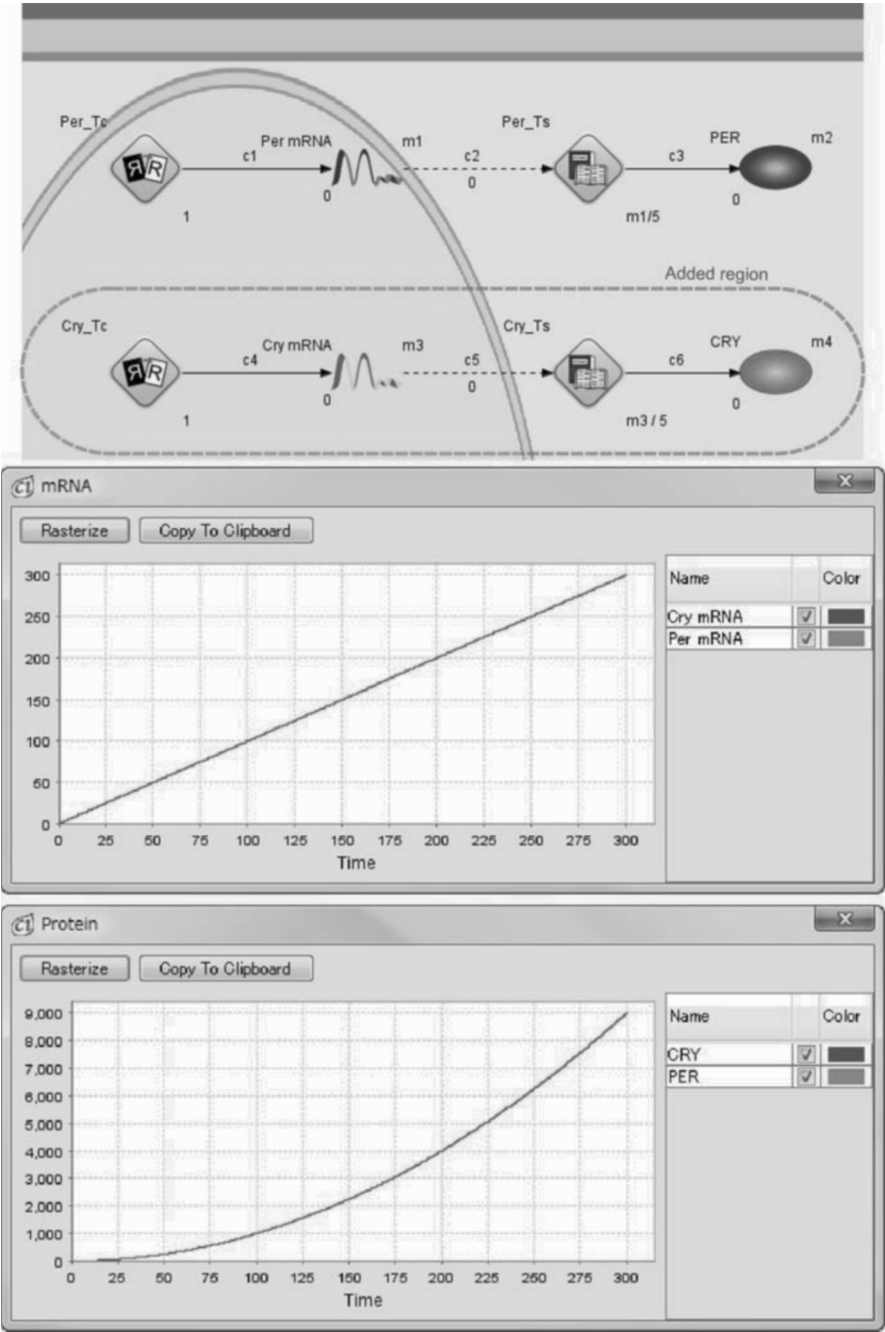 Per_Tc
Per mRNA
m1
Per_Ts
PER
m2
c1
c2
c3
0
0
0
1
m1/5
Added region
Cry_Tc
Cry mRNA
m3
Cry_Ts
CRY
m4
c4
c5
c6
0
0
0
1
m3 / 5
CI mRNA
Rasterize
Copy To Clipboard
Name
Color
Cry mRNA
Per mRNA
300
250
200
150
100
50
0
0 25 50 75 100 125 150 175 200 225 250 275 300
Time
CI Protein
Rasterize
Copy To Clipboard
Name
Color
CRY
PER
9,000
8,000
7,000
6,000
5,000
4,000
3,000
2,000
1,000
0
0 25 50 75 100 125 150 175 200 225 250 275 300
Time